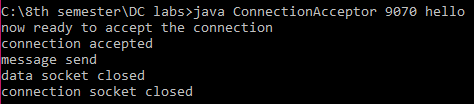 C:\8th semester\DC labs>java ConnectionAcceptor 9070 hello
now ready to accept the connection
connection accepted
message send
data socket closed
connection socket closed